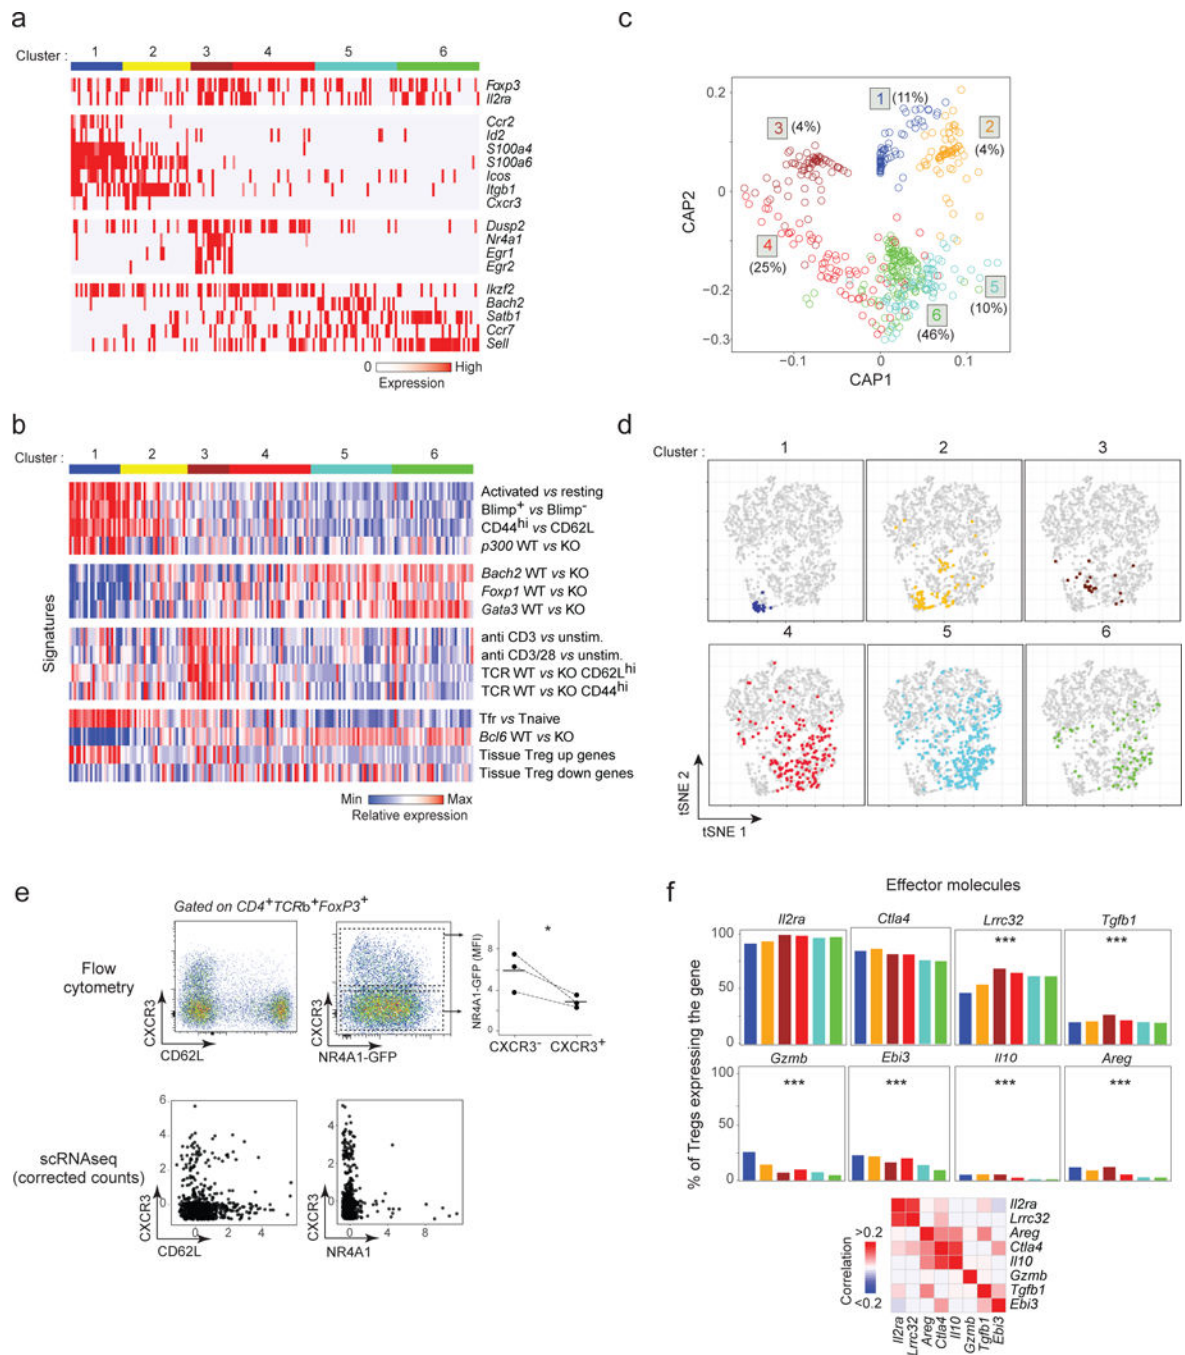 a
Cluster :
1
2
3
4
5
6
Foxp3
Il2ra
Ccr2
Id2
S100a4
S100a6
Icos
Itgb1
Cxcr3
Dusp2
Nr4a1
Egr1
Egr2
Ikzf2
Bach2
Satb1
Ccr7
Sell
0
High
Expression
b
Cluster :
1
2
3
4
5
6
Signatures
Activated vs resting
Blimp+ vs Blimp-
CD44hi vs CD62L
p300 WT vs KO
Bach2 WT vs KO
Foxp1 WT vs KO
Gata3 WT vs KO
anti CD3 vs unstim.
anti CD3/28 vs unstim.
TCR WT vs KO CD62Lhi
TCR WT vs KO CD44hi
Tfr vs Tnaive
Bcl6 WT vs KO
Tissue Treg up genes
Tissue Treg down genes
Min
Max
Relative expression
c
CAP2
0.2
0
−0.2
−0.3
1 (11%)
2
(4%)
3 (4%)
4
(25%)
5
(10%)
6
(46%)
−0.1
0
0.1
CAP1
d
Cluster :
1
2
3
4
5
6
tSNE 2
tSNE 1
e
Gated on CD4+TCRb+FoxP3+
Flow
cytometry
CXCR3
CD62L
CXCR3
NR4A1-GFP
NR4A1-GFP (MFI)
8
4
0
*
CXCR3-
CXCR3+
scRNAseq
(corrected counts)
CXCR3
6
4
2
0
0
2
4
CD62L
CXCR3
4
2
0
0
4
8
NR4A1
f
Effector molecules
% of Tregs expressing the gene
Il2ra
Ctla4
Lrrc32
Tgfb1
100
50
0
***
***
Gzmb
Ebi3
Il10
Areg
100
50
0
***
***
***
***
Correlation
>0.2
<0.2
Il2ra
Lrrc32
Areg
Ctla4
Il10
Gzmb
Tgfb1
Ebi3
Il2ra
Lrrc32
Areg
Ctla4
Il10
Gzmb
Tgfb1
Ebi3